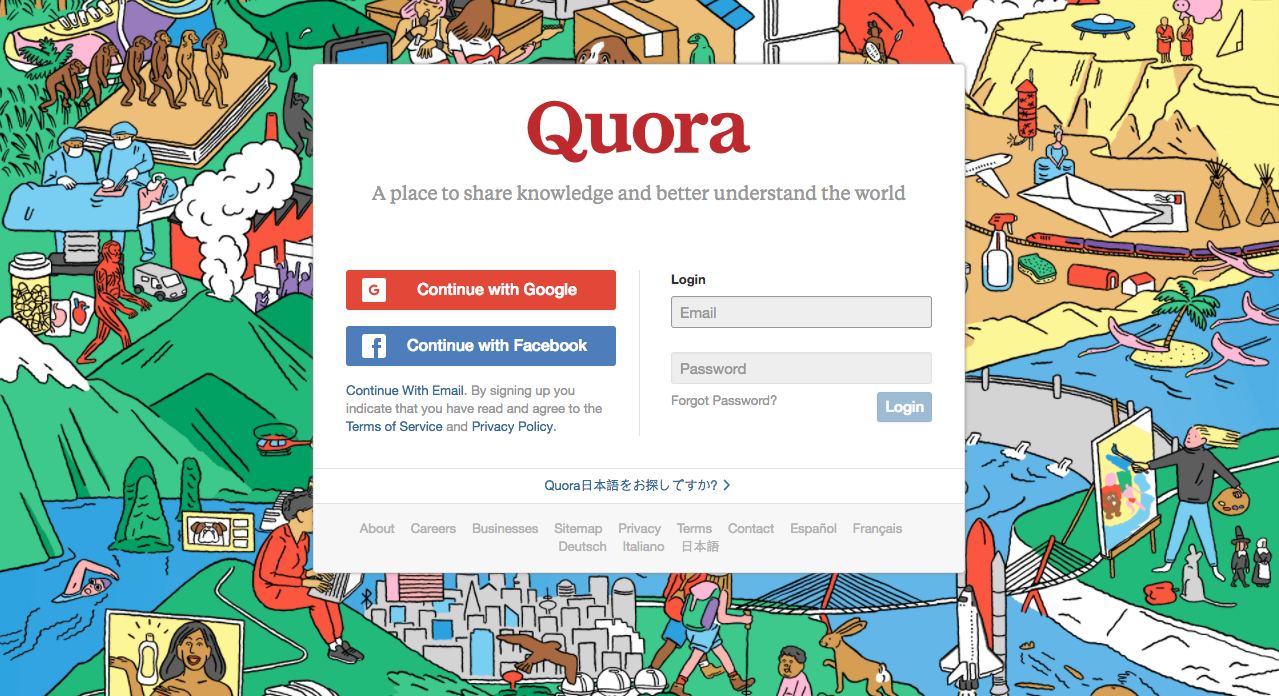 Quora
A place to share knowledge and better understand the world
G Continue with Google
f Continue with Facebook
Continue With Email. By signing up you
indicate that you have read and agree to the
Terms of Service and Privacy Policy.
Login
Email
Password
Forgot Password?
Login
Quora日本語をお探しですか?
About Careers Businesses Sitemap Privacy Terms Contact Español Français
Deutsch Italiano 日本語